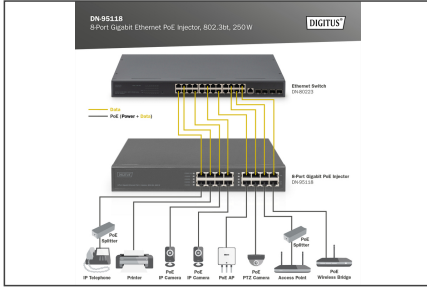 DN-95118
8-Port Gigabit Ethernet PoE Injector, 802.3bt, 250 W
DIGITUS®
Ethernet Switch
DN-80223
Data
PoE (Power + Data)
8-Port Gigabit PoE Injector
DN-95118
PoE
Splitter
PoE
Splitter
IP Telephone
Printer
PoE
IP Camera
PoE
IP Camera
PoE AP
PoE
PTZ Camera
Access Point
PoE
Wireless Bridge